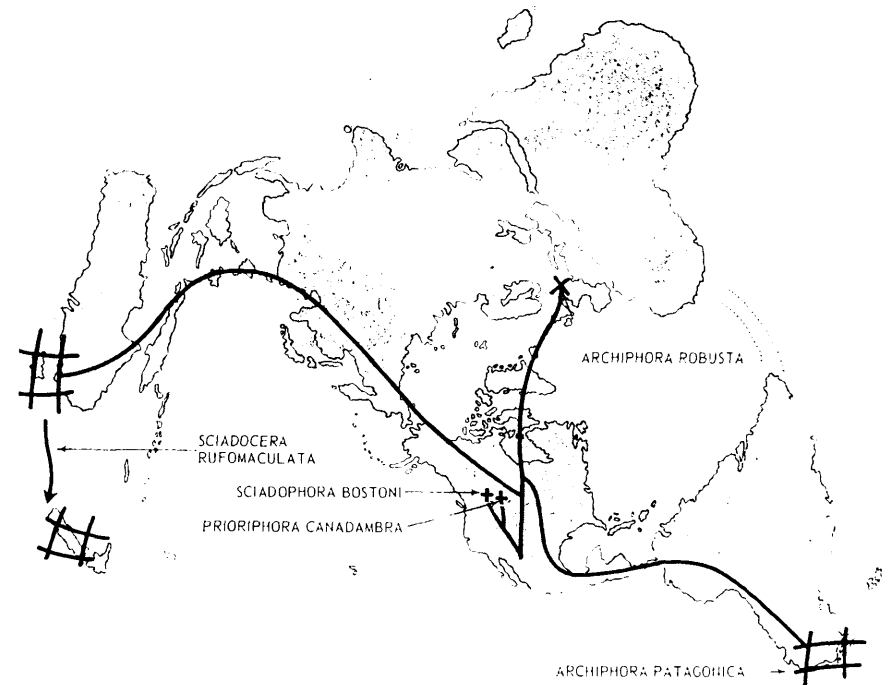 ARCHIPHORA ROBUSTA
SCIADOCERA
RUFOMACULATA
SCIADOPHORA BOSTONI
PRIORIPHORA CANADAMBRA
ARCHIPHORA PATAGONICA